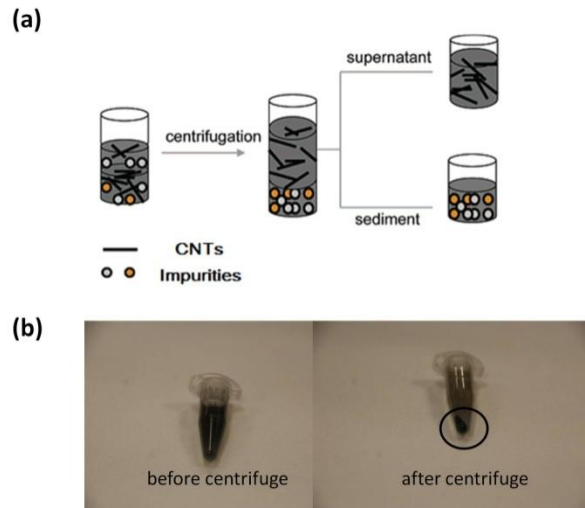 (a)
supernatant
centrifugation
sediment
CNTs
Impurities
(b)
before centrifuge
after centrifuge